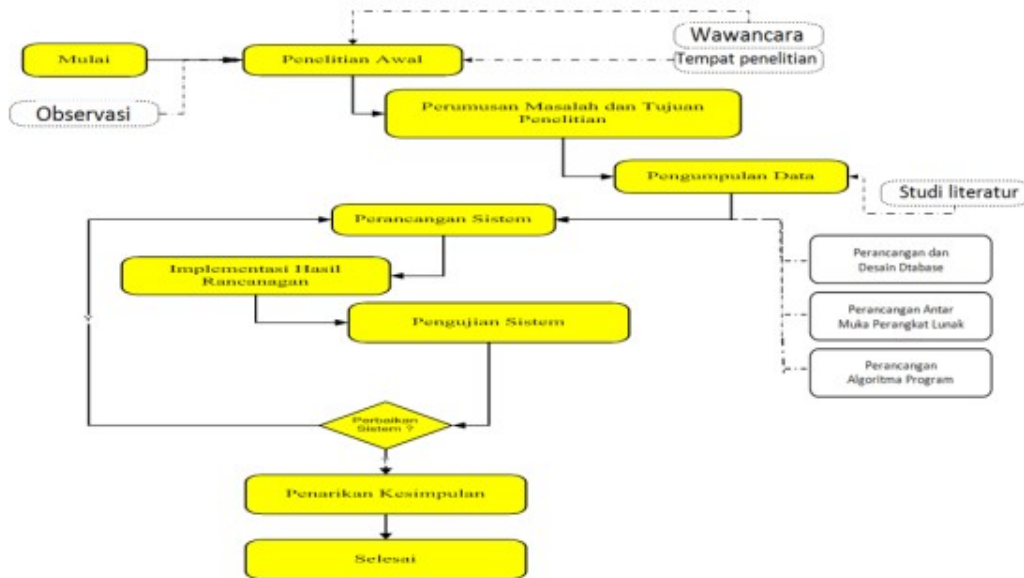 Wawancara
Mulai
Penelitian Awal
Tempat penelitian
Observasi
Perumusan Masalah dan Tujuan
Penelitian
Pengumpulan Data
Studi literatur
Perancangan Sistem
Perancangan dan
Desain Dtabase
Implementasi Hasil
Rancanagan
Perancangan Antar
Muka Perangkat Lunak
Pengujian Sistem
Perancangan
Algoritma Program
Perbaikan
Sistem ?
Penarikan Kesimpulan
Selesai